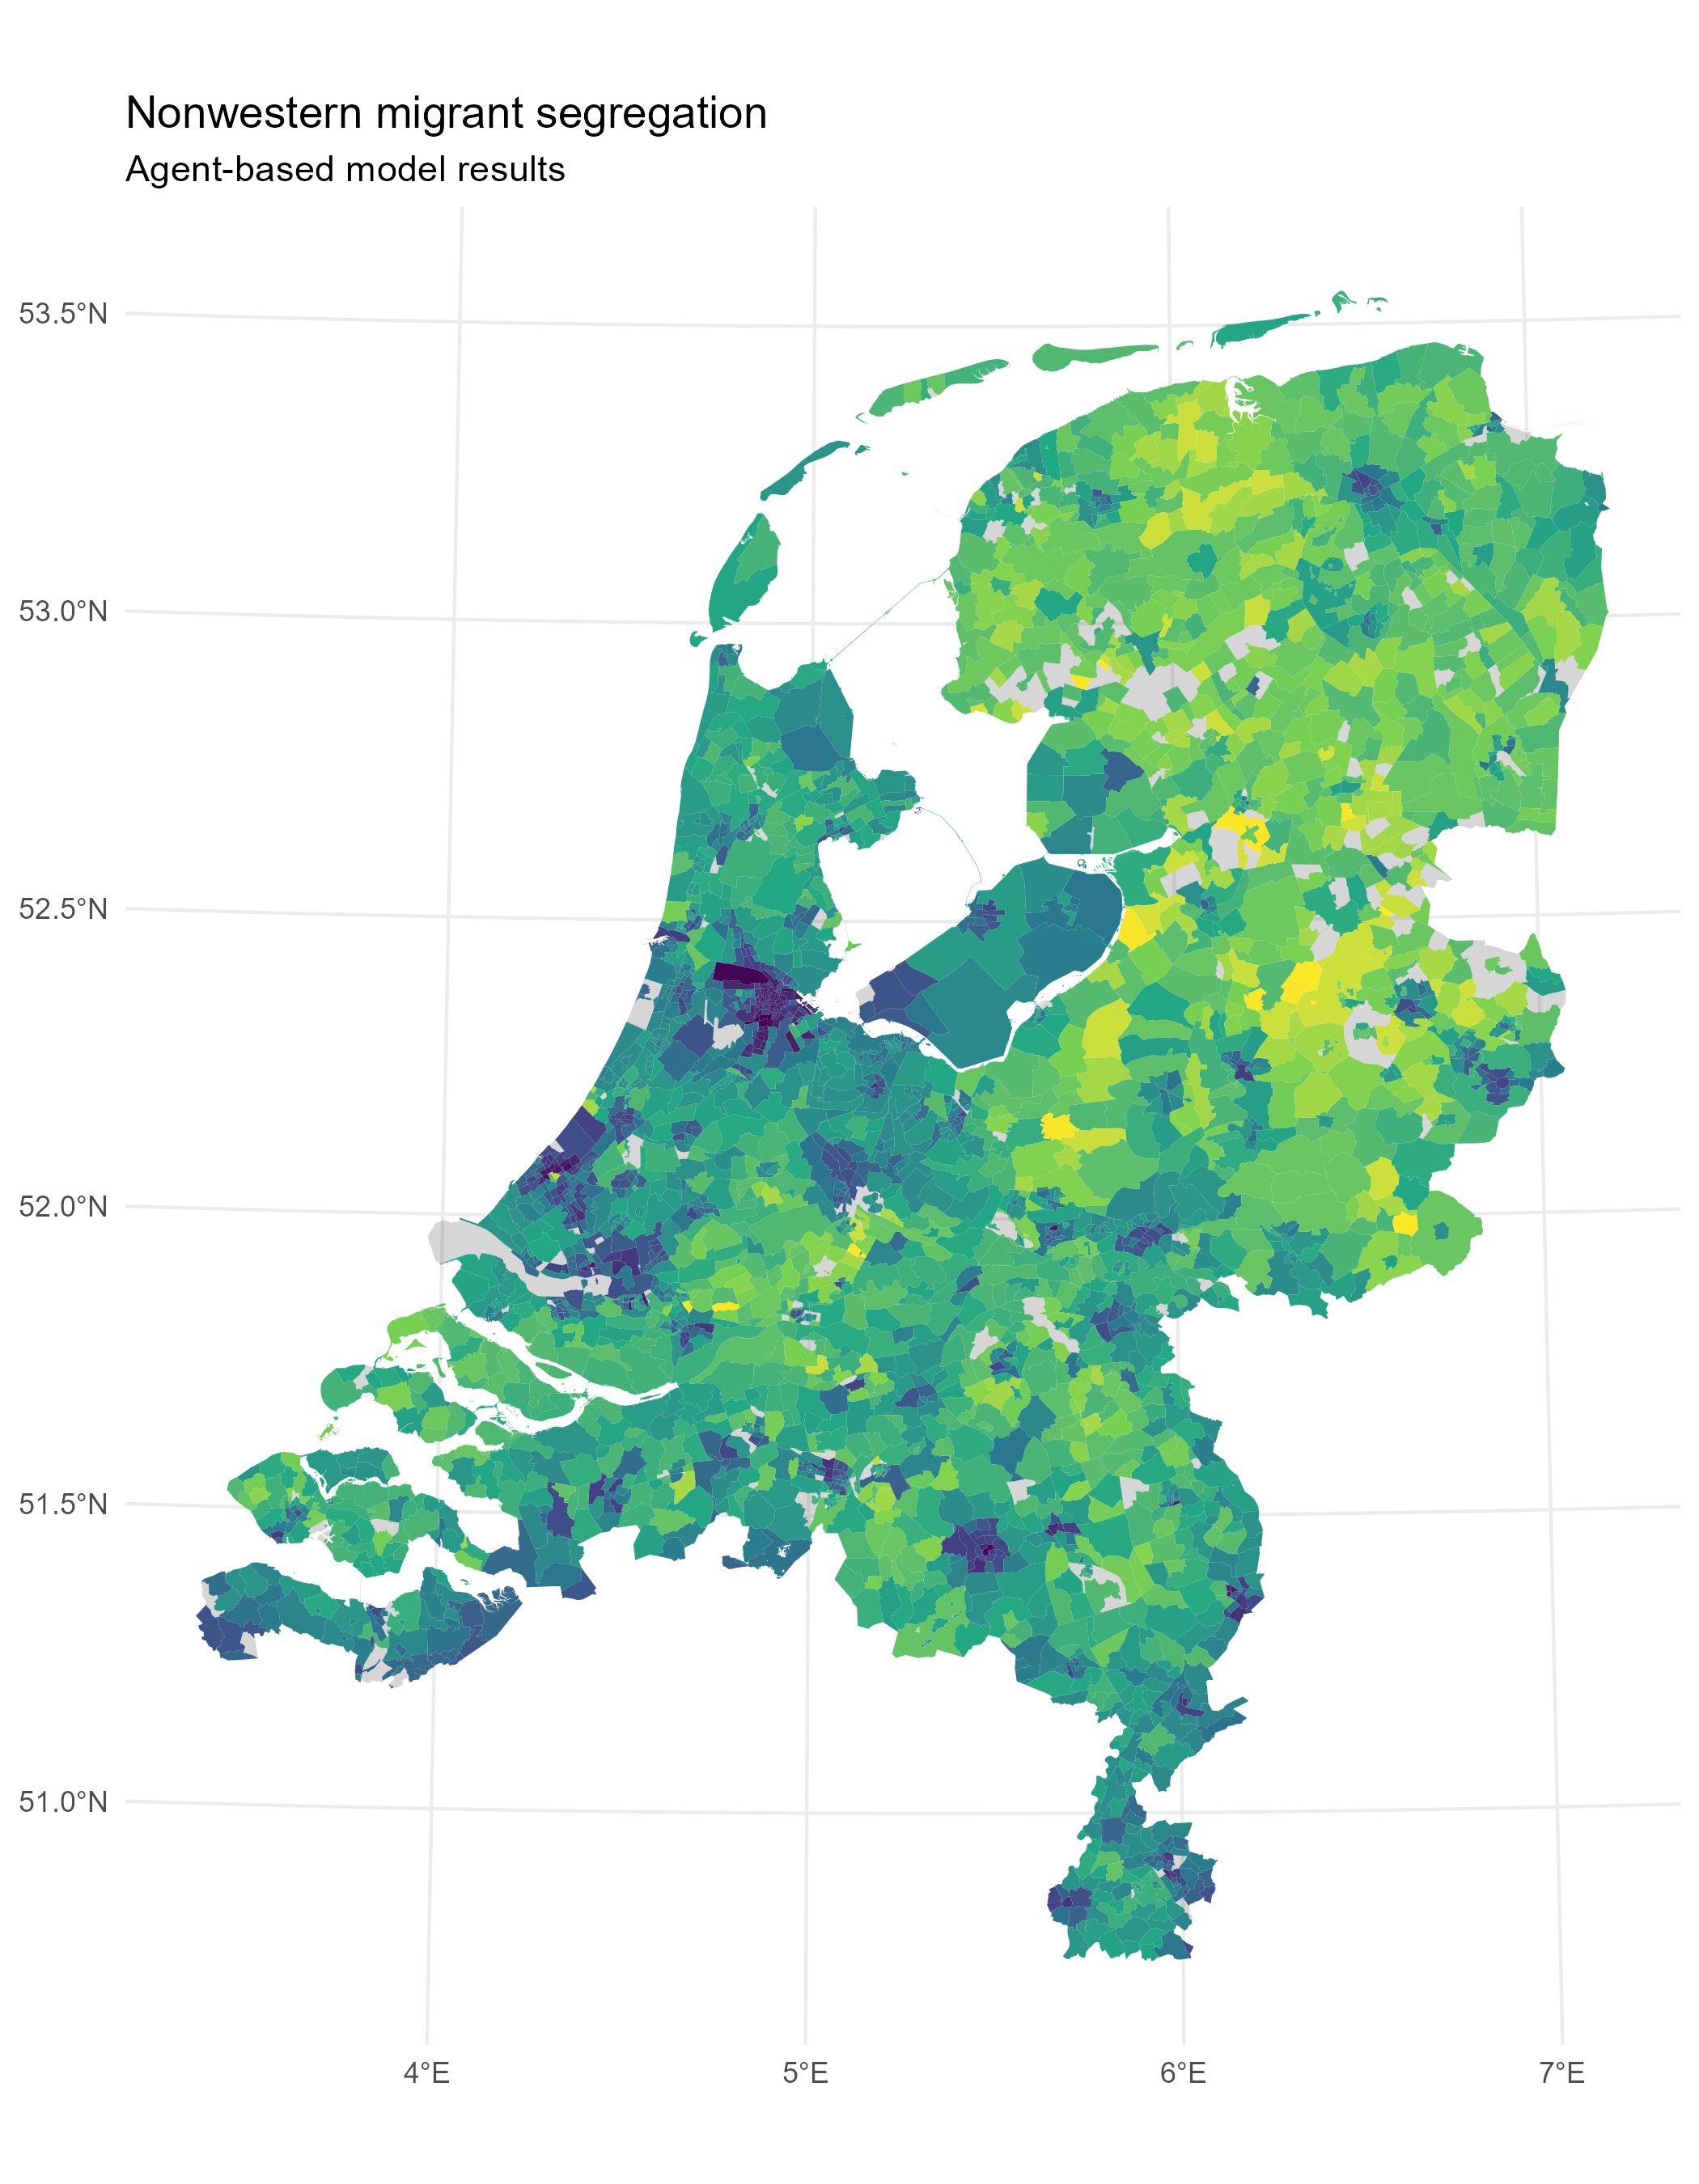 Nonwestern migrant segregation
Agent-based model results
53.5°N
53.0°N
52.5°N
52.0°N
51.5°N
51.0°N
4°E
5°E
6°E
7°E